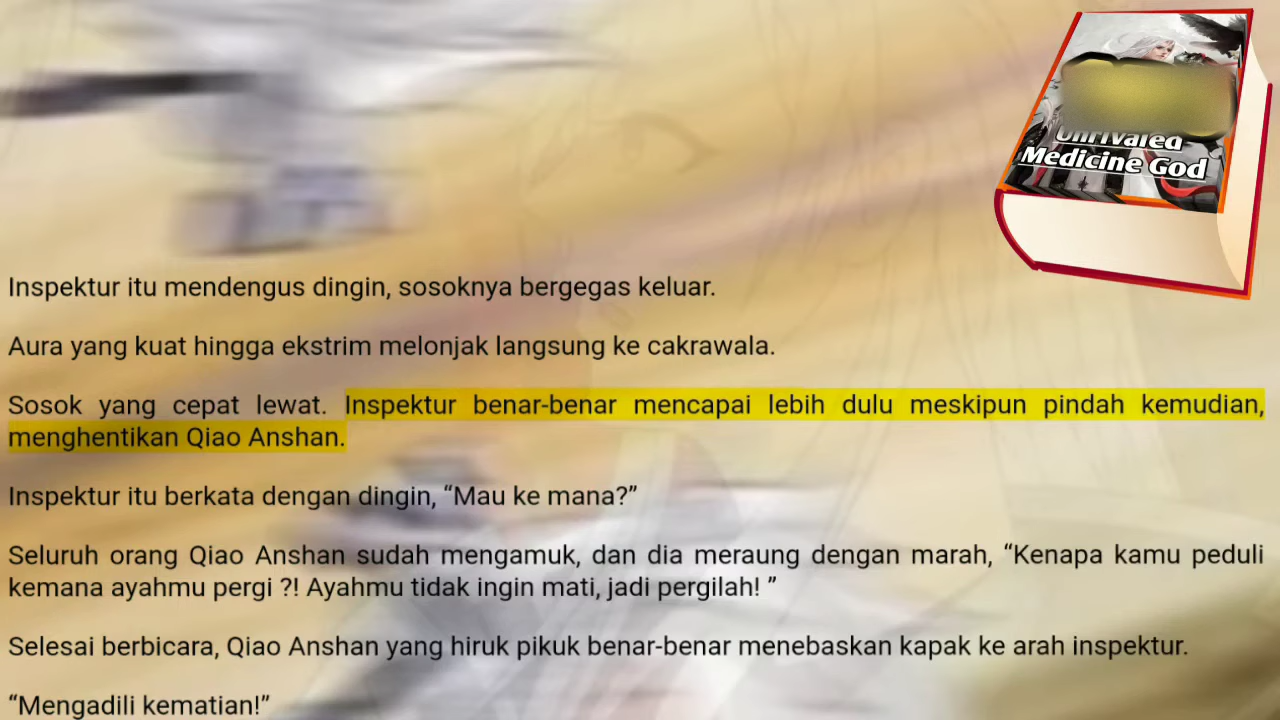 Unrivaled
Medicine God
Inspektur itu mendengus dingin, sosoknya bergegas keluar.
Aura yang kuat hingga ekstrim melonjak langsung ke cakrawala.
Sosok yang cepat lewat. Inspektur benar-benar mencapai lebih dulu meskipun pindah kemudian,
menghentikan Qiao Anshan.
Inspektur itu berkata dengan dingin, “Mau ke mana?”
Seluruh orang Qiao Anshan sudah mengamuk, dan dia meraung dengan marah, “Kenapa kamu peduli
kemana ayahmu pergi ?! Ayahmu tidak ingin mati, jadi pergilah! ”
Selesai berbicara, Qiao Anshan yang hiruk pikuk benar-benar menebaskan kapak ke arah inspektur.
“Mengadili kematian!”